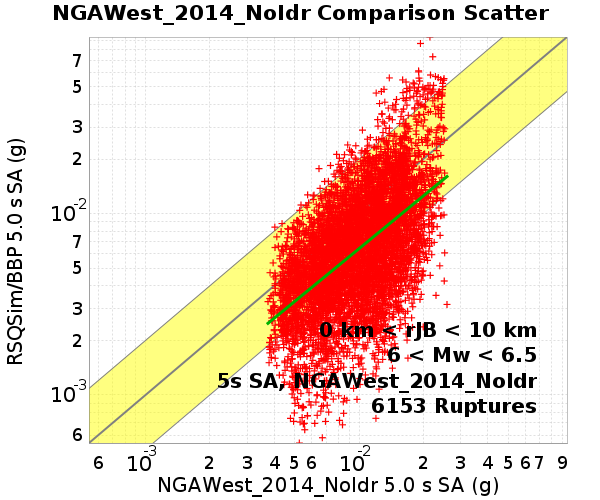 NGAWest_2014_NoIdr Comparison Scatter
RSQSim/BBP 5.0 s SA (g)
7
5
3
2
10-2
7
5
3
2
10-3
6
0 km < rJB < 10 km
6 < Mw < 6.5
5s SA, NGAWest_2014_NoIdr
6153 Ruptures
6 10-3 2 3 4 5 6 10-2 2 3 4 5 6 7 9
NGAWest_2014_NoIdr 5.0 s SA (g)